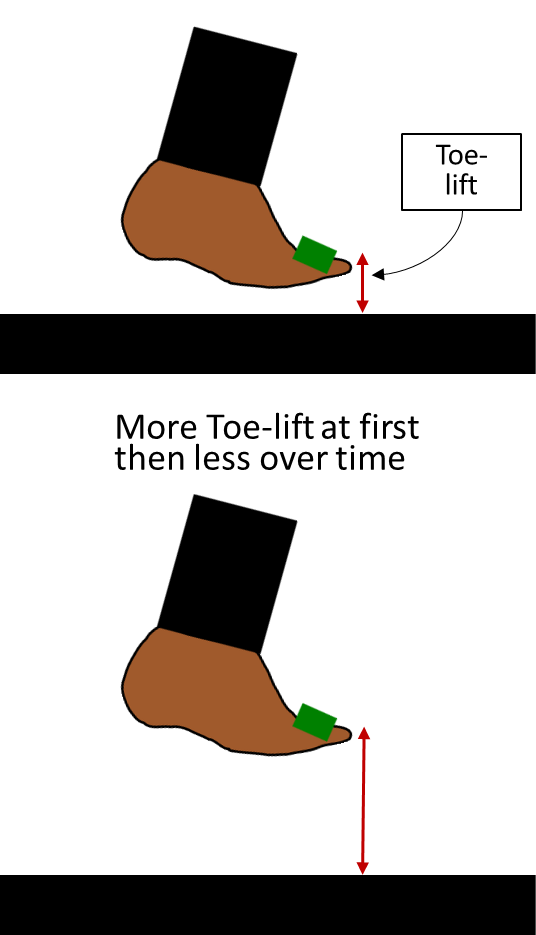 Toe-
lift
More Toe-lift at first
then less over time